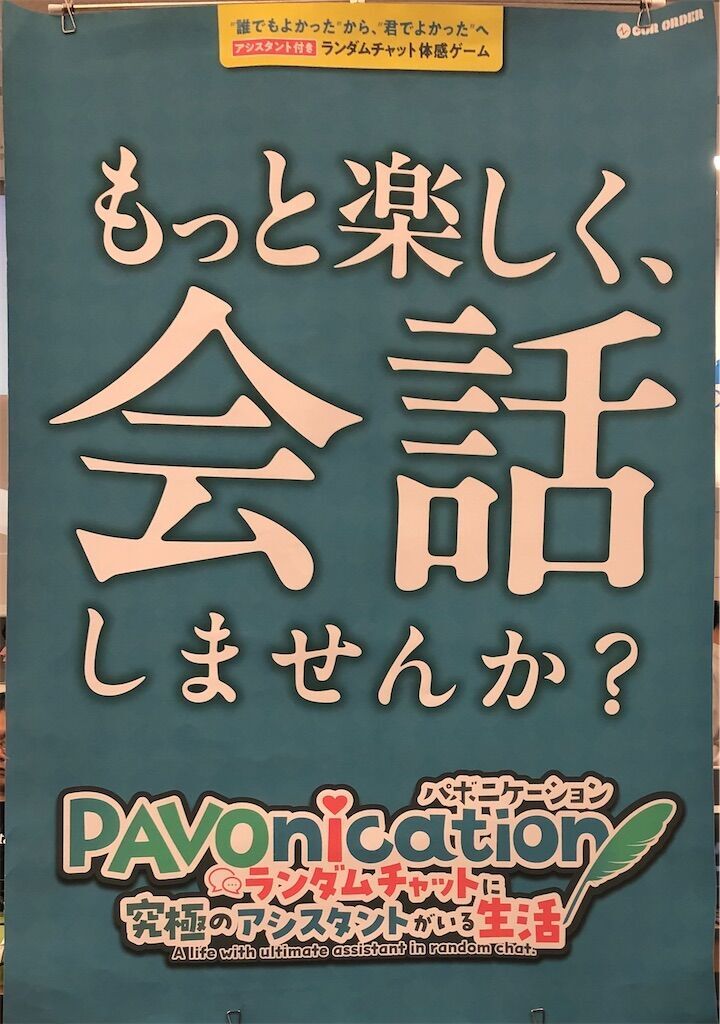 "誰でもよかった"から、"君でよかった"へ
アシスタント付き ランダムチャット体感ゲーム
OUR ORDER
もっと楽しく、
会話
しませんか?
パボニケーション
PAVOnication
ランダムチャットに
究極のアシスタントがいる生活
A life with ultimate assistant in random chat.